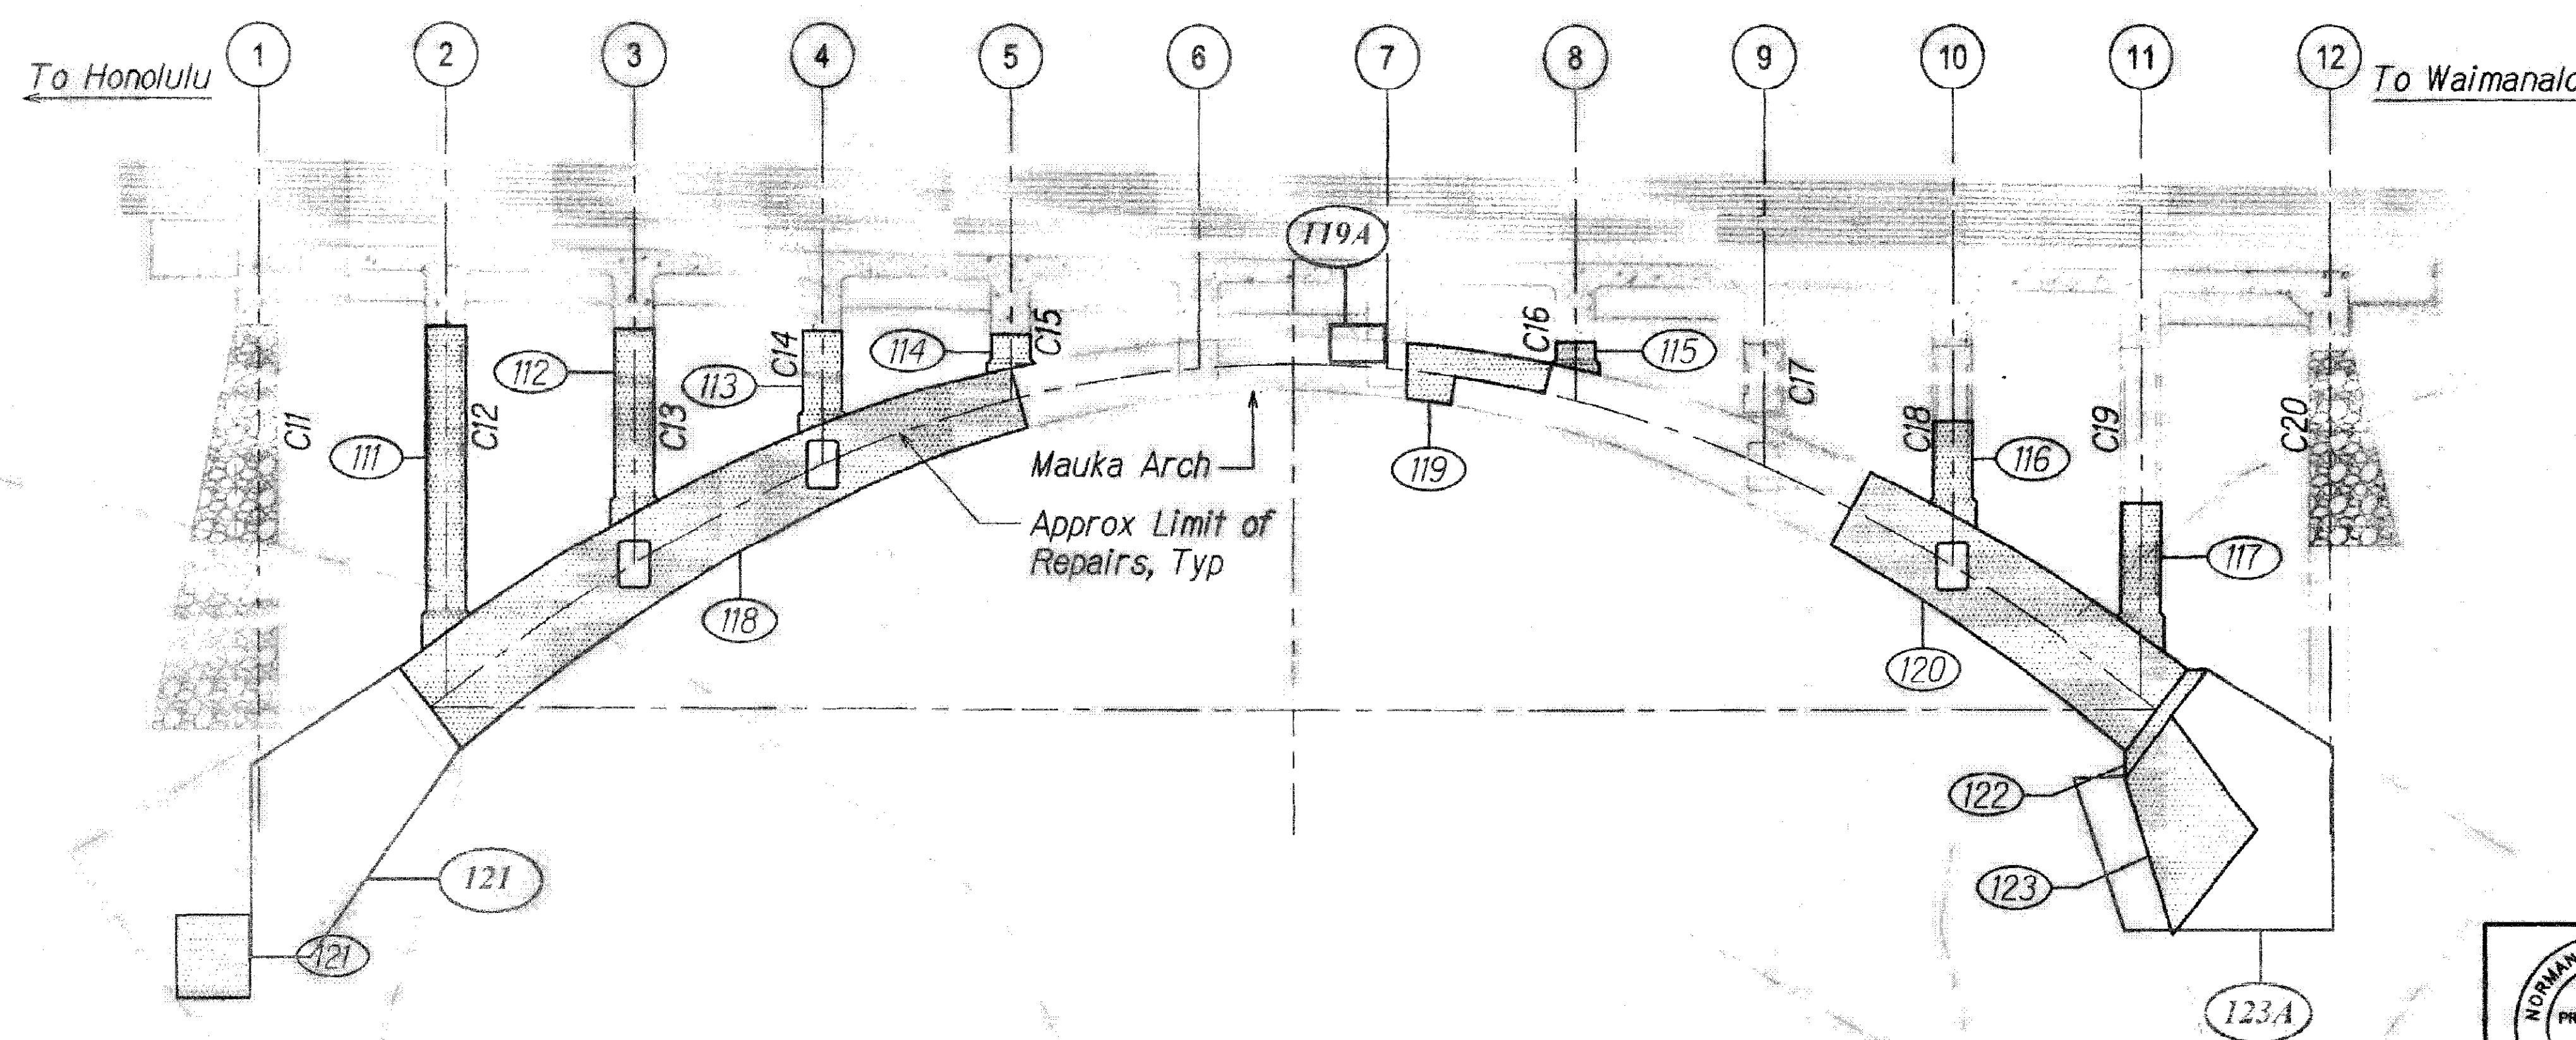 1 2 3 4 5 6 7 8 9 10 11 12
To Honolulu
To Waimanalo
119A
C11
C12
C13
C14
C15
C16
C17
C18
C19
C20
111
112
113
114
115
116
117
Mauka Arch
Approx Limit of
Repairs, Typ
118
119
120
121
121
122
123
123A
NORMAN